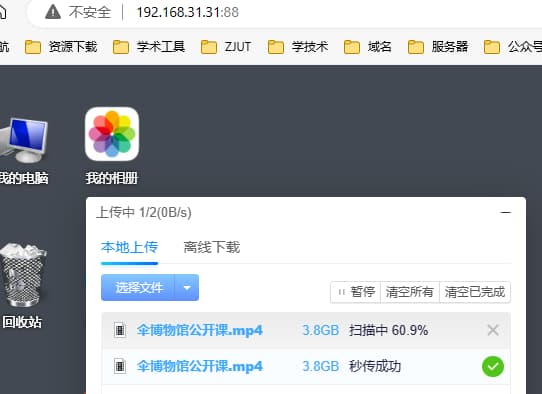 不安全 192.168.31.31:88
航 资源下载 学术工具 ZJUT 学技术 域名 服务器 公众号
我的电脑 我的相册
上传中 1/2(0B/s)
本地上传 离线下载
选择文件 暂停 清空所有 清空已完成
回收站
伞博物馆公开课.mp4 3.8GB 扫描中 60.9%
伞博物馆公开课.mp4 3.8GB 秒传成功